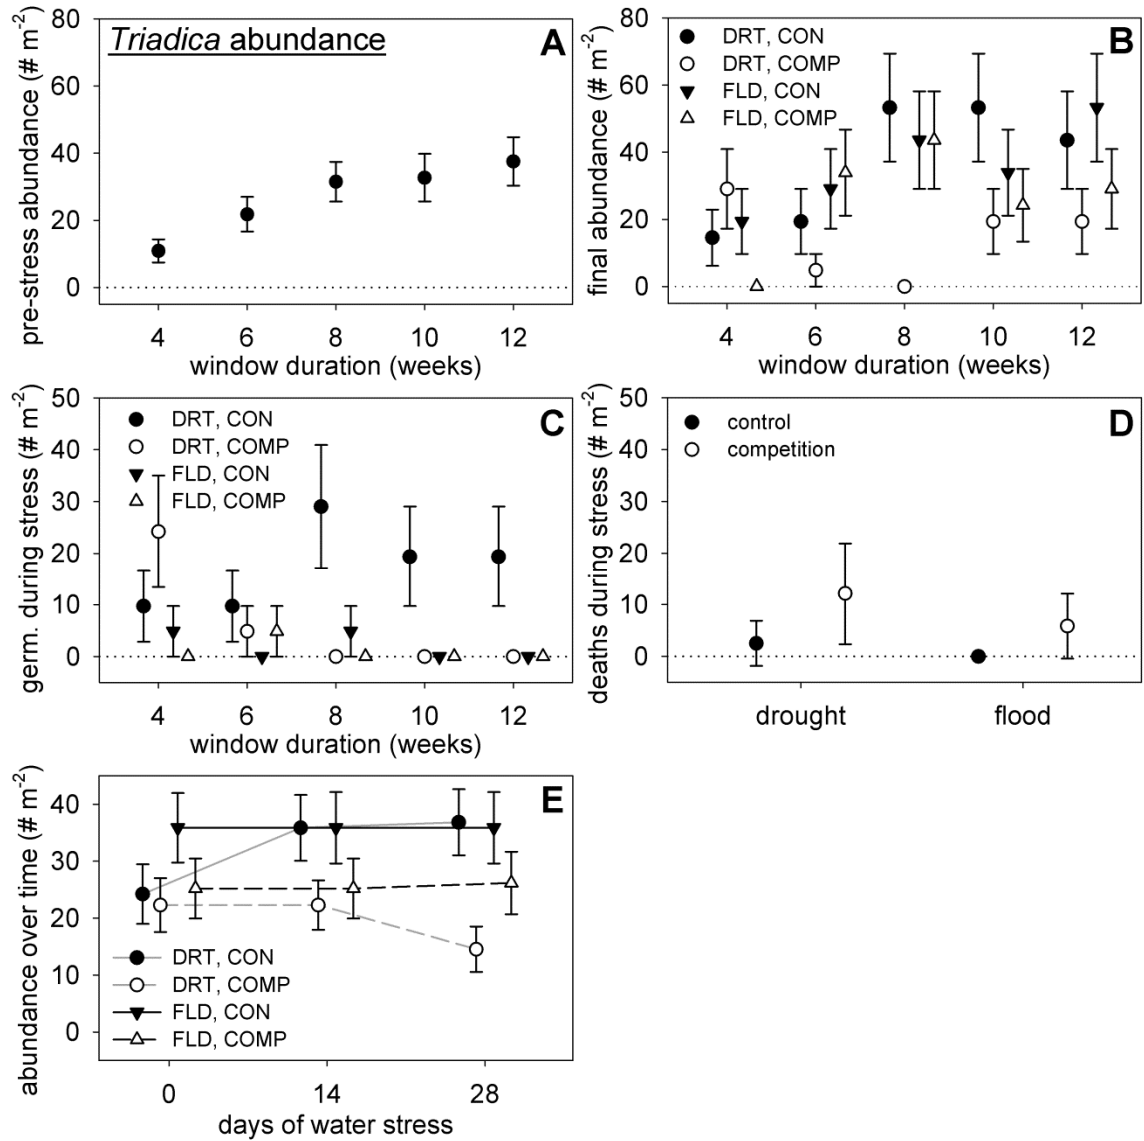 Triadica abundance
A
pre-stress abundance (# m-2)
80
60
40
20
0
4 6 8 10 12
window duration (weeks)
B
DRT, CON
DRT, COMP
FLD, CON
FLD, COMP
final abundance (# m-2)
80
60
40
20
0
4 6 8 10 12
window duration (weeks)
C
DRT, CON
DRT, COMP
FLD, CON
FLD, COMP
germ. during stress (# m-2)
50
40
30
20
10
0
4 6 8 10 12
window duration (weeks)
D
control
competition
deaths during stress (# m-2)
50
40
30
20
10
0
drought flood
E
abundance over time (# m-2)
40
30
20
10
0
DRT, CON
DRT, COMP
FLD, CON
FLD, COMP
0 14 28
days of water stress